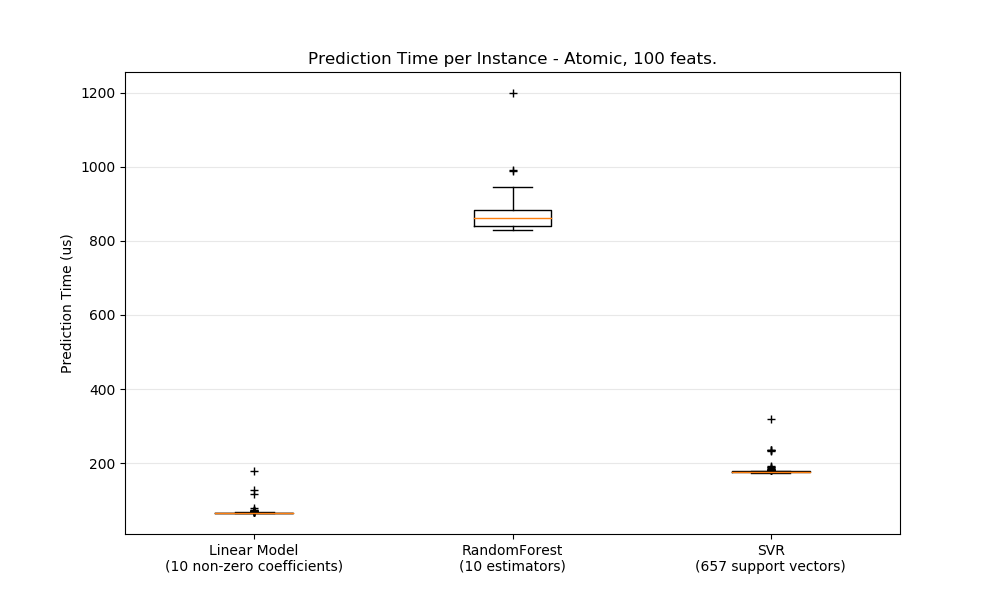 Prediction Time per Instance - Atomic, 100 feats.
1200
1000
800
600
400
200
Prediction Time (us)
Linear Model
(10 non-zero coefficients)
RandomForest
(10 estimators)
SVR
(657 support vectors)